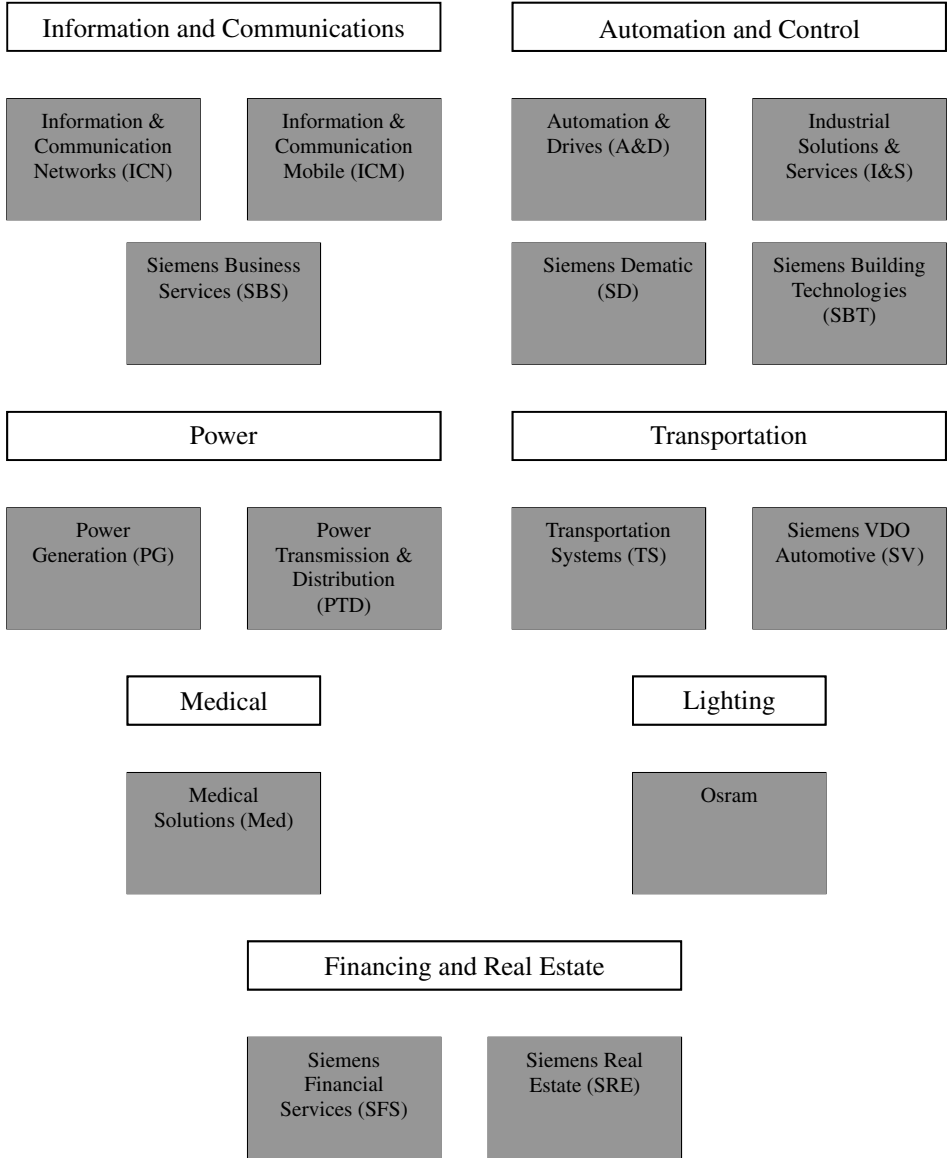 Information and Communications
Automation and Control
Information &
Communication
Networks (ICN)
Information &
Communication
Mobile (ICM)
Automation &
Drives (A&D)
Industrial
Solutions &
Services (I&S)
Siemens Business
Services (SBS)
Siemens Dematic
(SD)
Siemens Building
Technologies
(SBT)
Power
Transportation
Power
Generation (PG)
Power
Transmission &
Distribution
(PTD)
Transportation
Systems (TS)
Siemens VDO
Automotive (SV)
Medical
Lighting
Medical
Solutions (Med)
Osram
Financing and Real Estate
Siemens
Financial
Services (SFS)
Siemens Real
Estate (SRE)